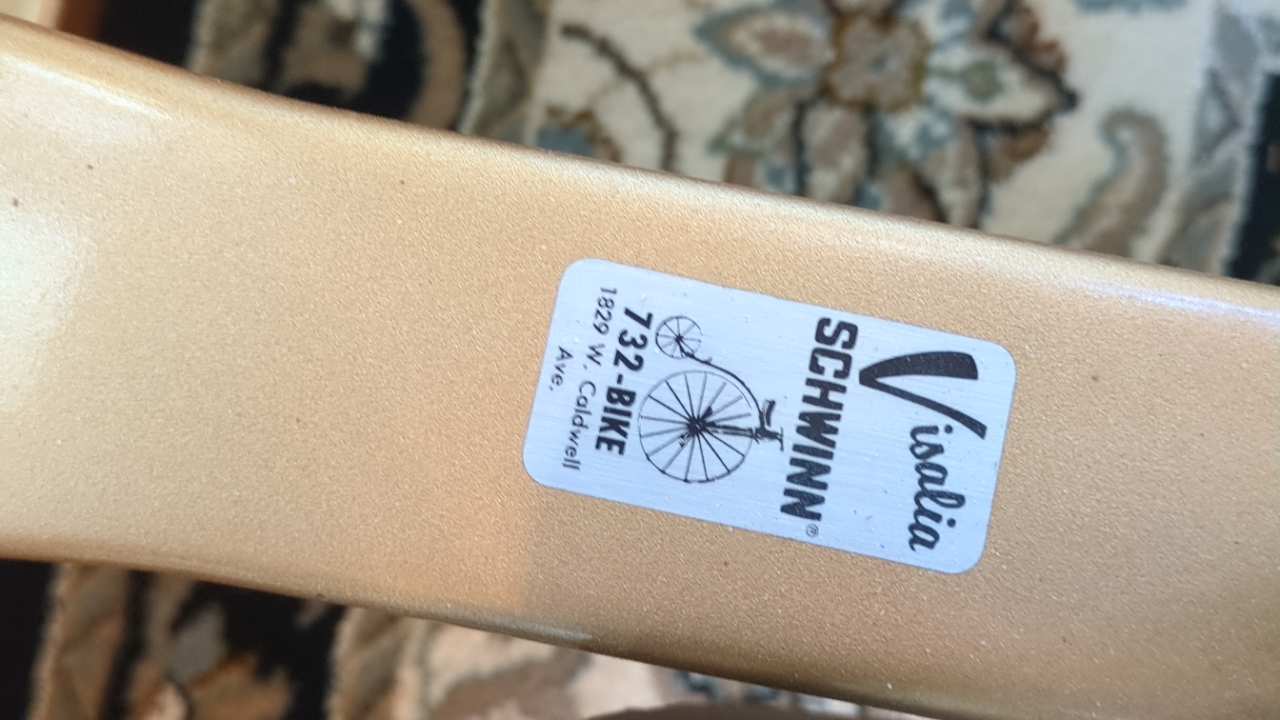 Visalia
SCHWINN®
732-BIKE
1829 W. Caldwell
Ave.